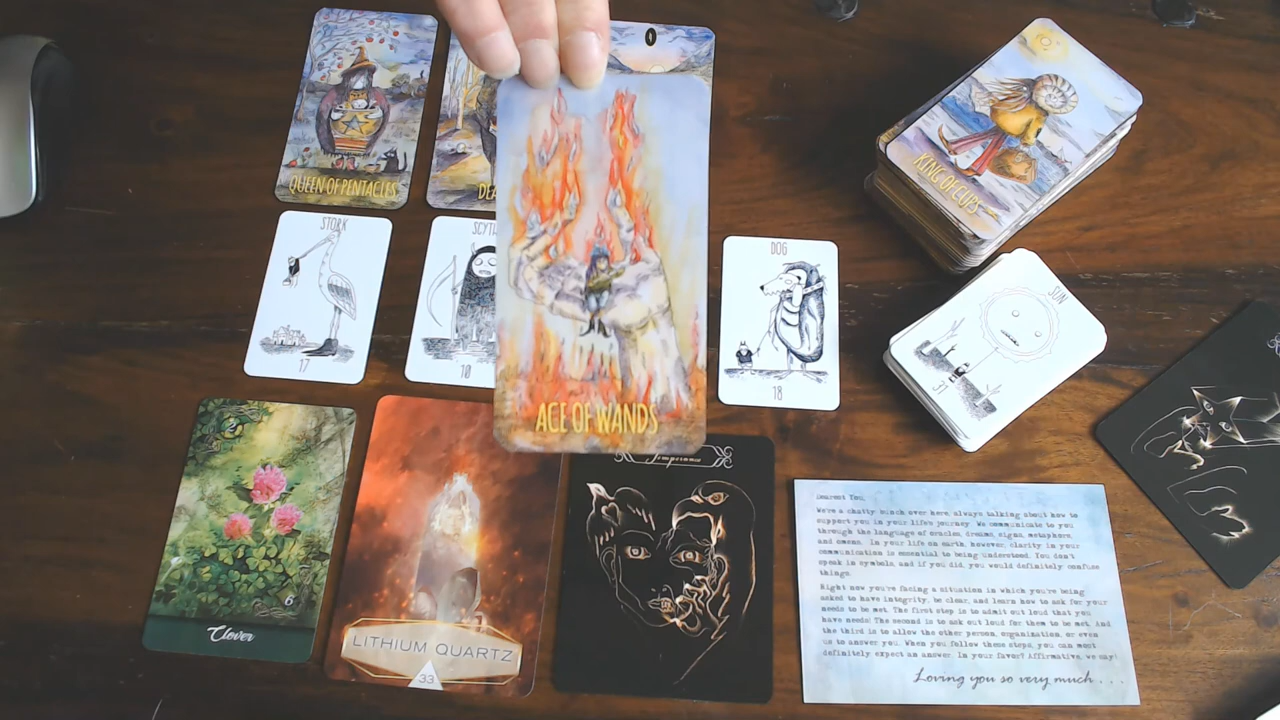 0
QUEEN OF PENTACLES
DEA
ACE OF WANDS
KING OF CUPS
STORK
17
SCYTH
10
DOG
18
SUN
31
2
6
Clover
LITHIUM QUARTZ
33
Temperance
Dearest You,
We're a chatty bunch over here, always talking about how to
support you in your life's journey. We communicate to you
through the language of oracles, dreams, signs, metaphors,
and omens. In your life on earth, however, clarity in your
communication is essential to being understood. You don't
speak in symbols, and if you did, you would definitely confuse
things.
Right now you're facing a situation in which you're being
asked to have integrity, be clear, and learn how to ask for your
needs to be met. The first step is to admit out loud that you
have needs! The second is to ask out loud for them to be met. And
the third is to allow the other person, organization, or even
us to answer you. When you follow these steps, you can most
definitely expect an answer. In your favor? Affirmative, we say!
Loving you so very much . . .